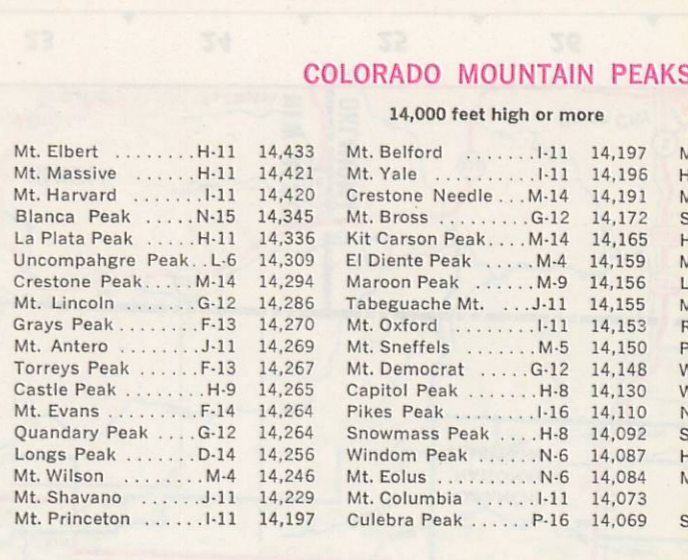 COLORADO MOUNTAIN PEAKS
14,000 feet high or more
Mt. Elbert ........H-11 14,433
Mt. Massive .......H-11 14,421
Mt. Harvard .......I-11 14,420
Blanca Peak .....N-15 14,345
La Plata Peak .....H-11 14,336
Uncompahgre Peak..L-6 14,309
Crestone Peak.....M-14 14,294
Mt. Lincoln .......G-12 14,286
Grays Peak ........F-13 14,270
Mt. Antero ........J-11 14,269
Torreys Peak ......F-13 14,267
Castle Peak ........H-9 14,265
Mt. Evans .........F-14 14,264
Quandary Peak ....G-12 14,264
Longs Peak .......D-14 14,256
Mt. Wilson ........M-4 14,246
Mt. Shavano .......J-11 14,229
Mt. Princeton ......I-11 14,197
Mt. Belford .......I-11 14,197
Mt. Yale ..........I-11 14,196
Crestone Needle...M-14 14,191
Mt. Bross ........G-12 14,172
Kit Carson Peak....M-14 14,165
El Diente Peak .....M-4 14,159
Maroon Peak ......M-9 14,156
Tabeguache Mt. ....J-11 14,155
Mt. Oxford ........I-11 14,153
Mt. Sneffels .......M-5 14,150
Mt. Democrat .....G-12 14,148
Capitol Peak .......H-8 14,130
Pikes Peak ........I-16 14,110
Snowmass Peak ....H-8 14,092
Windom Peak ......N-6 14,087
Mt. Eolus .........N-6 14,084
Mt. Columbia ......I-11 14,073
Culebra Peak ......P-16 14,069